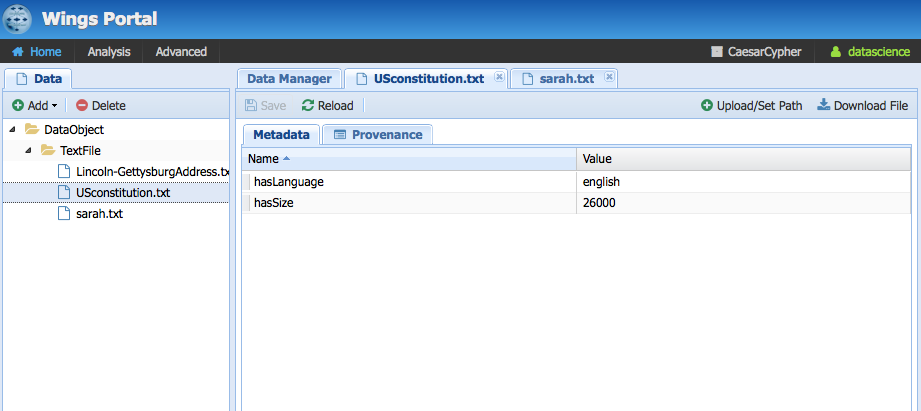 Wings Portal
Home Analysis Advanced CaesarCypher datascience
Data Data Manager USconstitution.txt sarah.txt
Add Delete Save Reload Upload/Set Path Download File
DataObject
TextFile
Lincoln-GettysburgAddress.tx
USconstitution.txt
sarah.txt
Metadata Provenance
Name Value
hasLanguage english
hasSize 26000